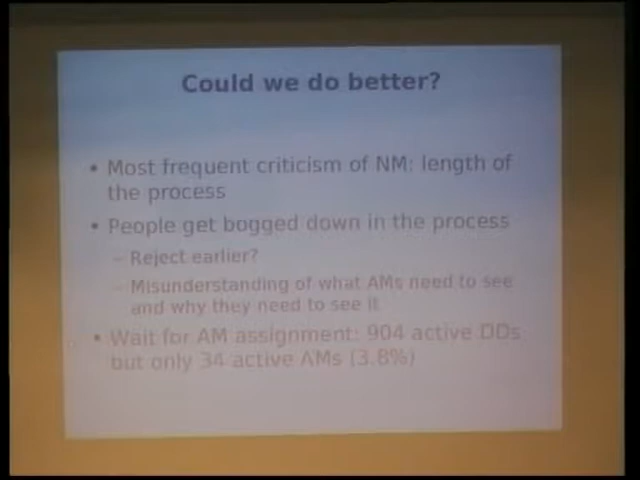 Could we do better?
• Most frequent criticism of NM: length of
the process
• People get bogged down in the process
– Reject earlier?
– Misunderstanding of what AMs need to see
and why they need to see it
• Wait for AM assignment: 904 active DDs
but only 34 active AMs (3.8%)